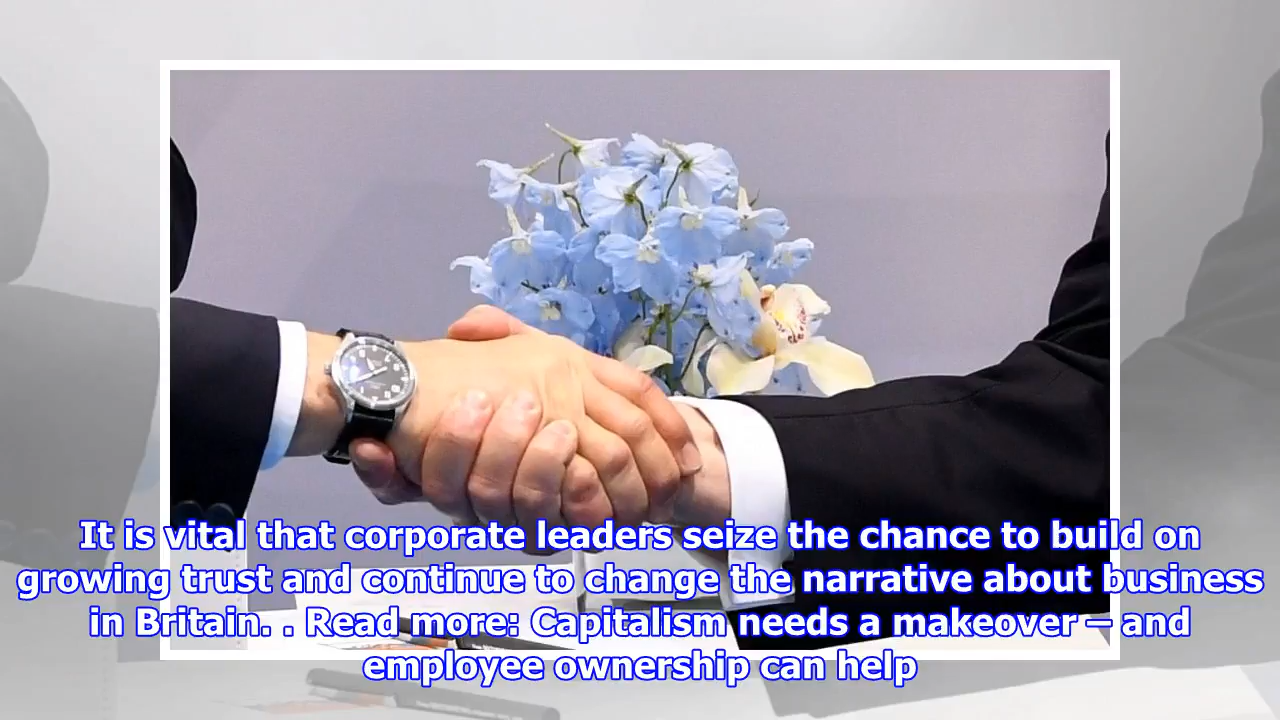 It is vital that corporate leaders seize the chance to build on
growing trust and continue to change the narrative about business
in Britain. . Read more: Capitalism needs a makeover – and
employee ownership can help